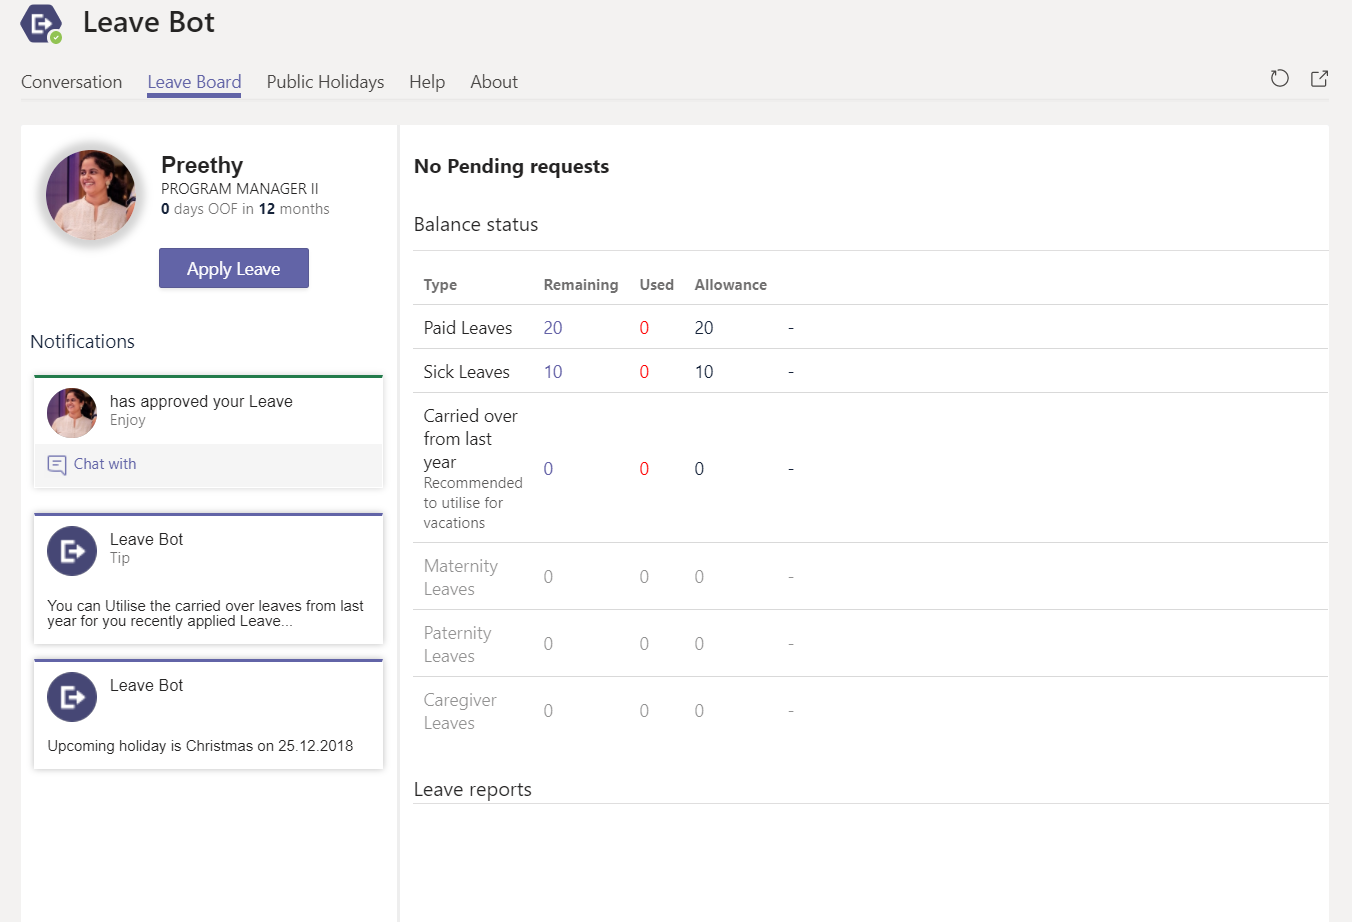 Leave Bot
Conversation Leave Board Public Holidays Help About
Preethy
PROGRAM MANAGER II
0 days OOF in 12 months
Apply Leave
Notifications
has approved your Leave
Enjoy
Chat with
Leave Bot
Tip
You can Utilise the carried over leaves from last
year for you recently applied Leave...
Leave Bot
Upcoming holiday is Christmas on 25.12.2018
No Pending requests
Balance status
Type Remaining Used Allowance
Paid Leaves 20 0 20 -
Sick Leaves 10 0 10 -
Carried over
from last
year
0 0 0 -
Recommended
to utilise for
vacations
Maternity
Leaves
0 0 0 -
Paternity
Leaves
0 0 0 -
Caregiver
Leaves
0 0 0 -
Leave reports